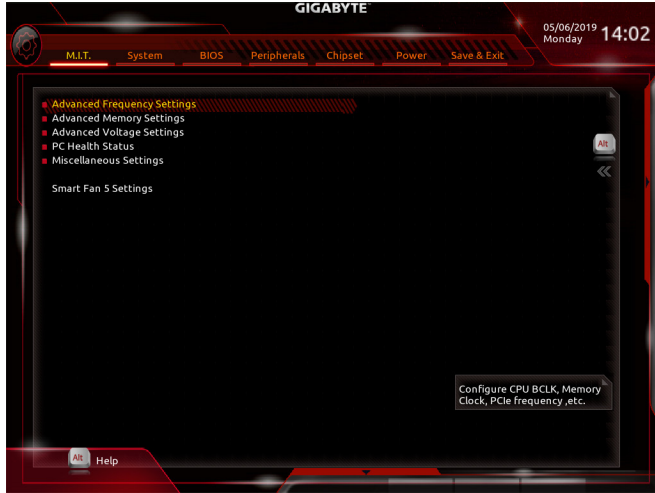 GIGABYTE
05/06/2019
Monday
14:02
M.I.T. System BIOS Peripherals Chipset Power Save & Exit
Advanced Frequency Settings
Advanced Memory Settings
Advanced Voltage Settings
PC Health Status
Miscellaneous Settings
Smart Fan 5 Settings
Alt
Configure CPU BCLK, Memory
Clock, PCIe frequency ,etc.
Alt Help